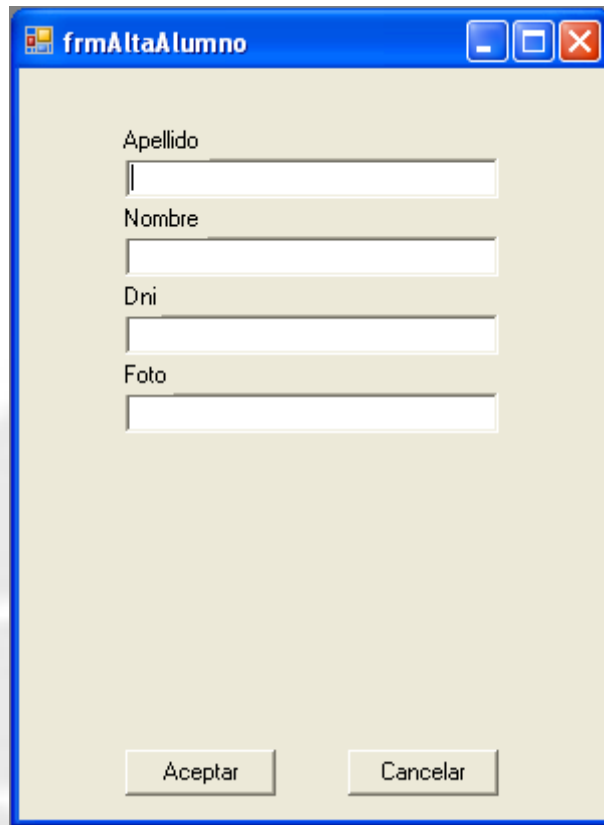 frmAltaAlumno
Apellido
Nombre
Dni
Foto
Aceptar Cancelar